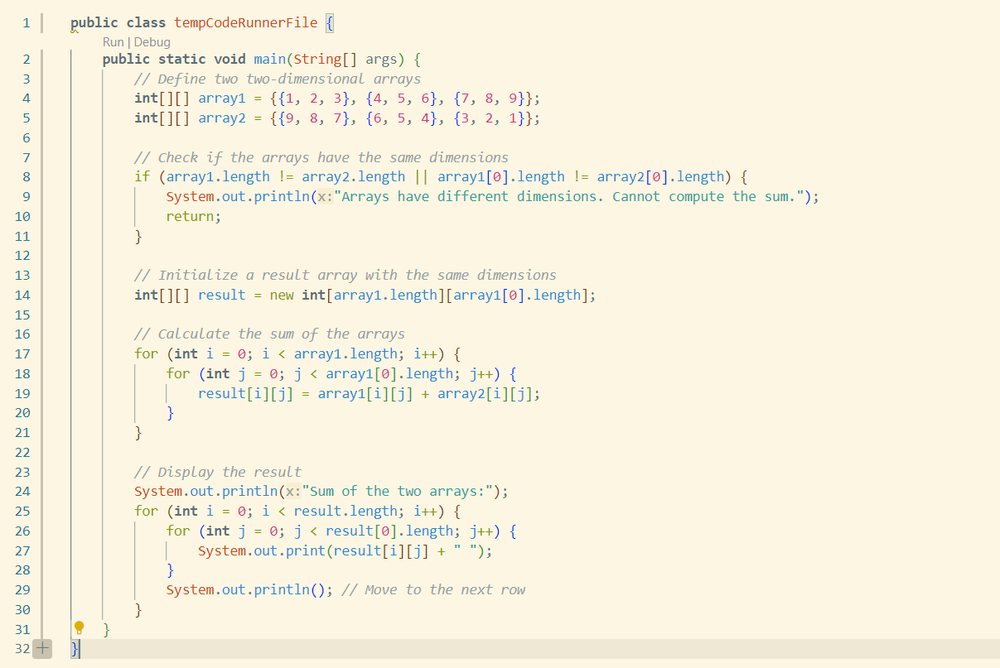 1 public class tempCodeRunnerFile {
Run | Debug
2 public static void main(String[] args) {
3 // Define two two-dimensional arrays
4 int[][] array1 = {{1, 2, 3}, {4, 5, 6}, {7, 8, 9}};
5 int[][] array2 = {{9, 8, 7}, {6, 5, 4}, {3, 2, 1}};
6
7 // Check if the arrays have the same dimensions
8 if (array1.length != array2.length || array1[0].length != array2[0].length) {
9 System.out.println(x:"Arrays have different dimensions. Cannot compute the sum.");
10 return;
11 }
12
13 // Initialize a result array with the same dimensions
14 int[][] result = new int[array1.length][array1[0].length];
15
16 // Calculate the sum of the arrays
17 for (int i = 0; i < array1.length; i++) {
18 for (int j = 0; j < array1[0].length; j++) {
19 result[i][j] = array1[i][j] + array2[i][j];
20 }
21 }
22
23 // Display the result
24 System.out.println(x:"Sum of the two arrays:");
25 for (int i = 0; i < result.length; i++) {
26 for (int j = 0; j < result[0].length; j++) {
27 System.out.print(result[i][j] + " ");
28 }
29 System.out.println(); // Move to the next row
30 }
31 }
32 }